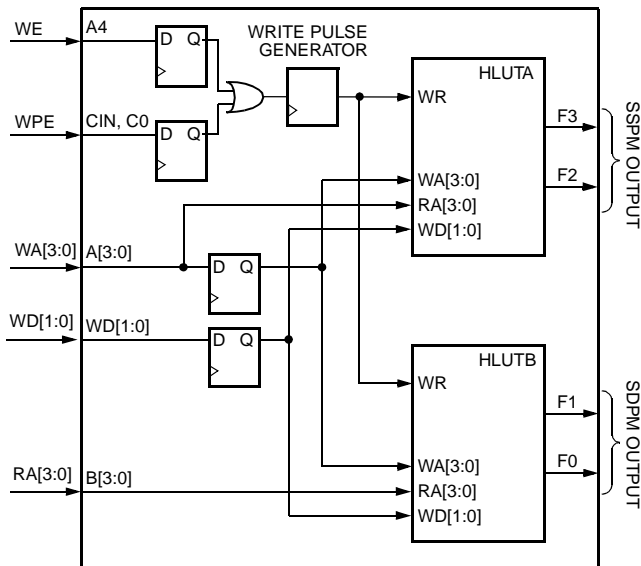 WE
A4
D Q
WRITE PULSE
GENERATOR
HLUTA
WR
F3
WPE
CIN, C0
D Q
F2
SSPM OUTPUT
WA[3:0]
RA[3:0]
WD[1:0]
WA[3:0]
A[3:0]
D Q
WD[1:0]
WD[1:0]
D Q
HLUTB
WR
F1
F0
SDPM OUTPUT
WA[3:0]
RA[3:0]
B[3:0]
RA[3:0]
WD[1:0]